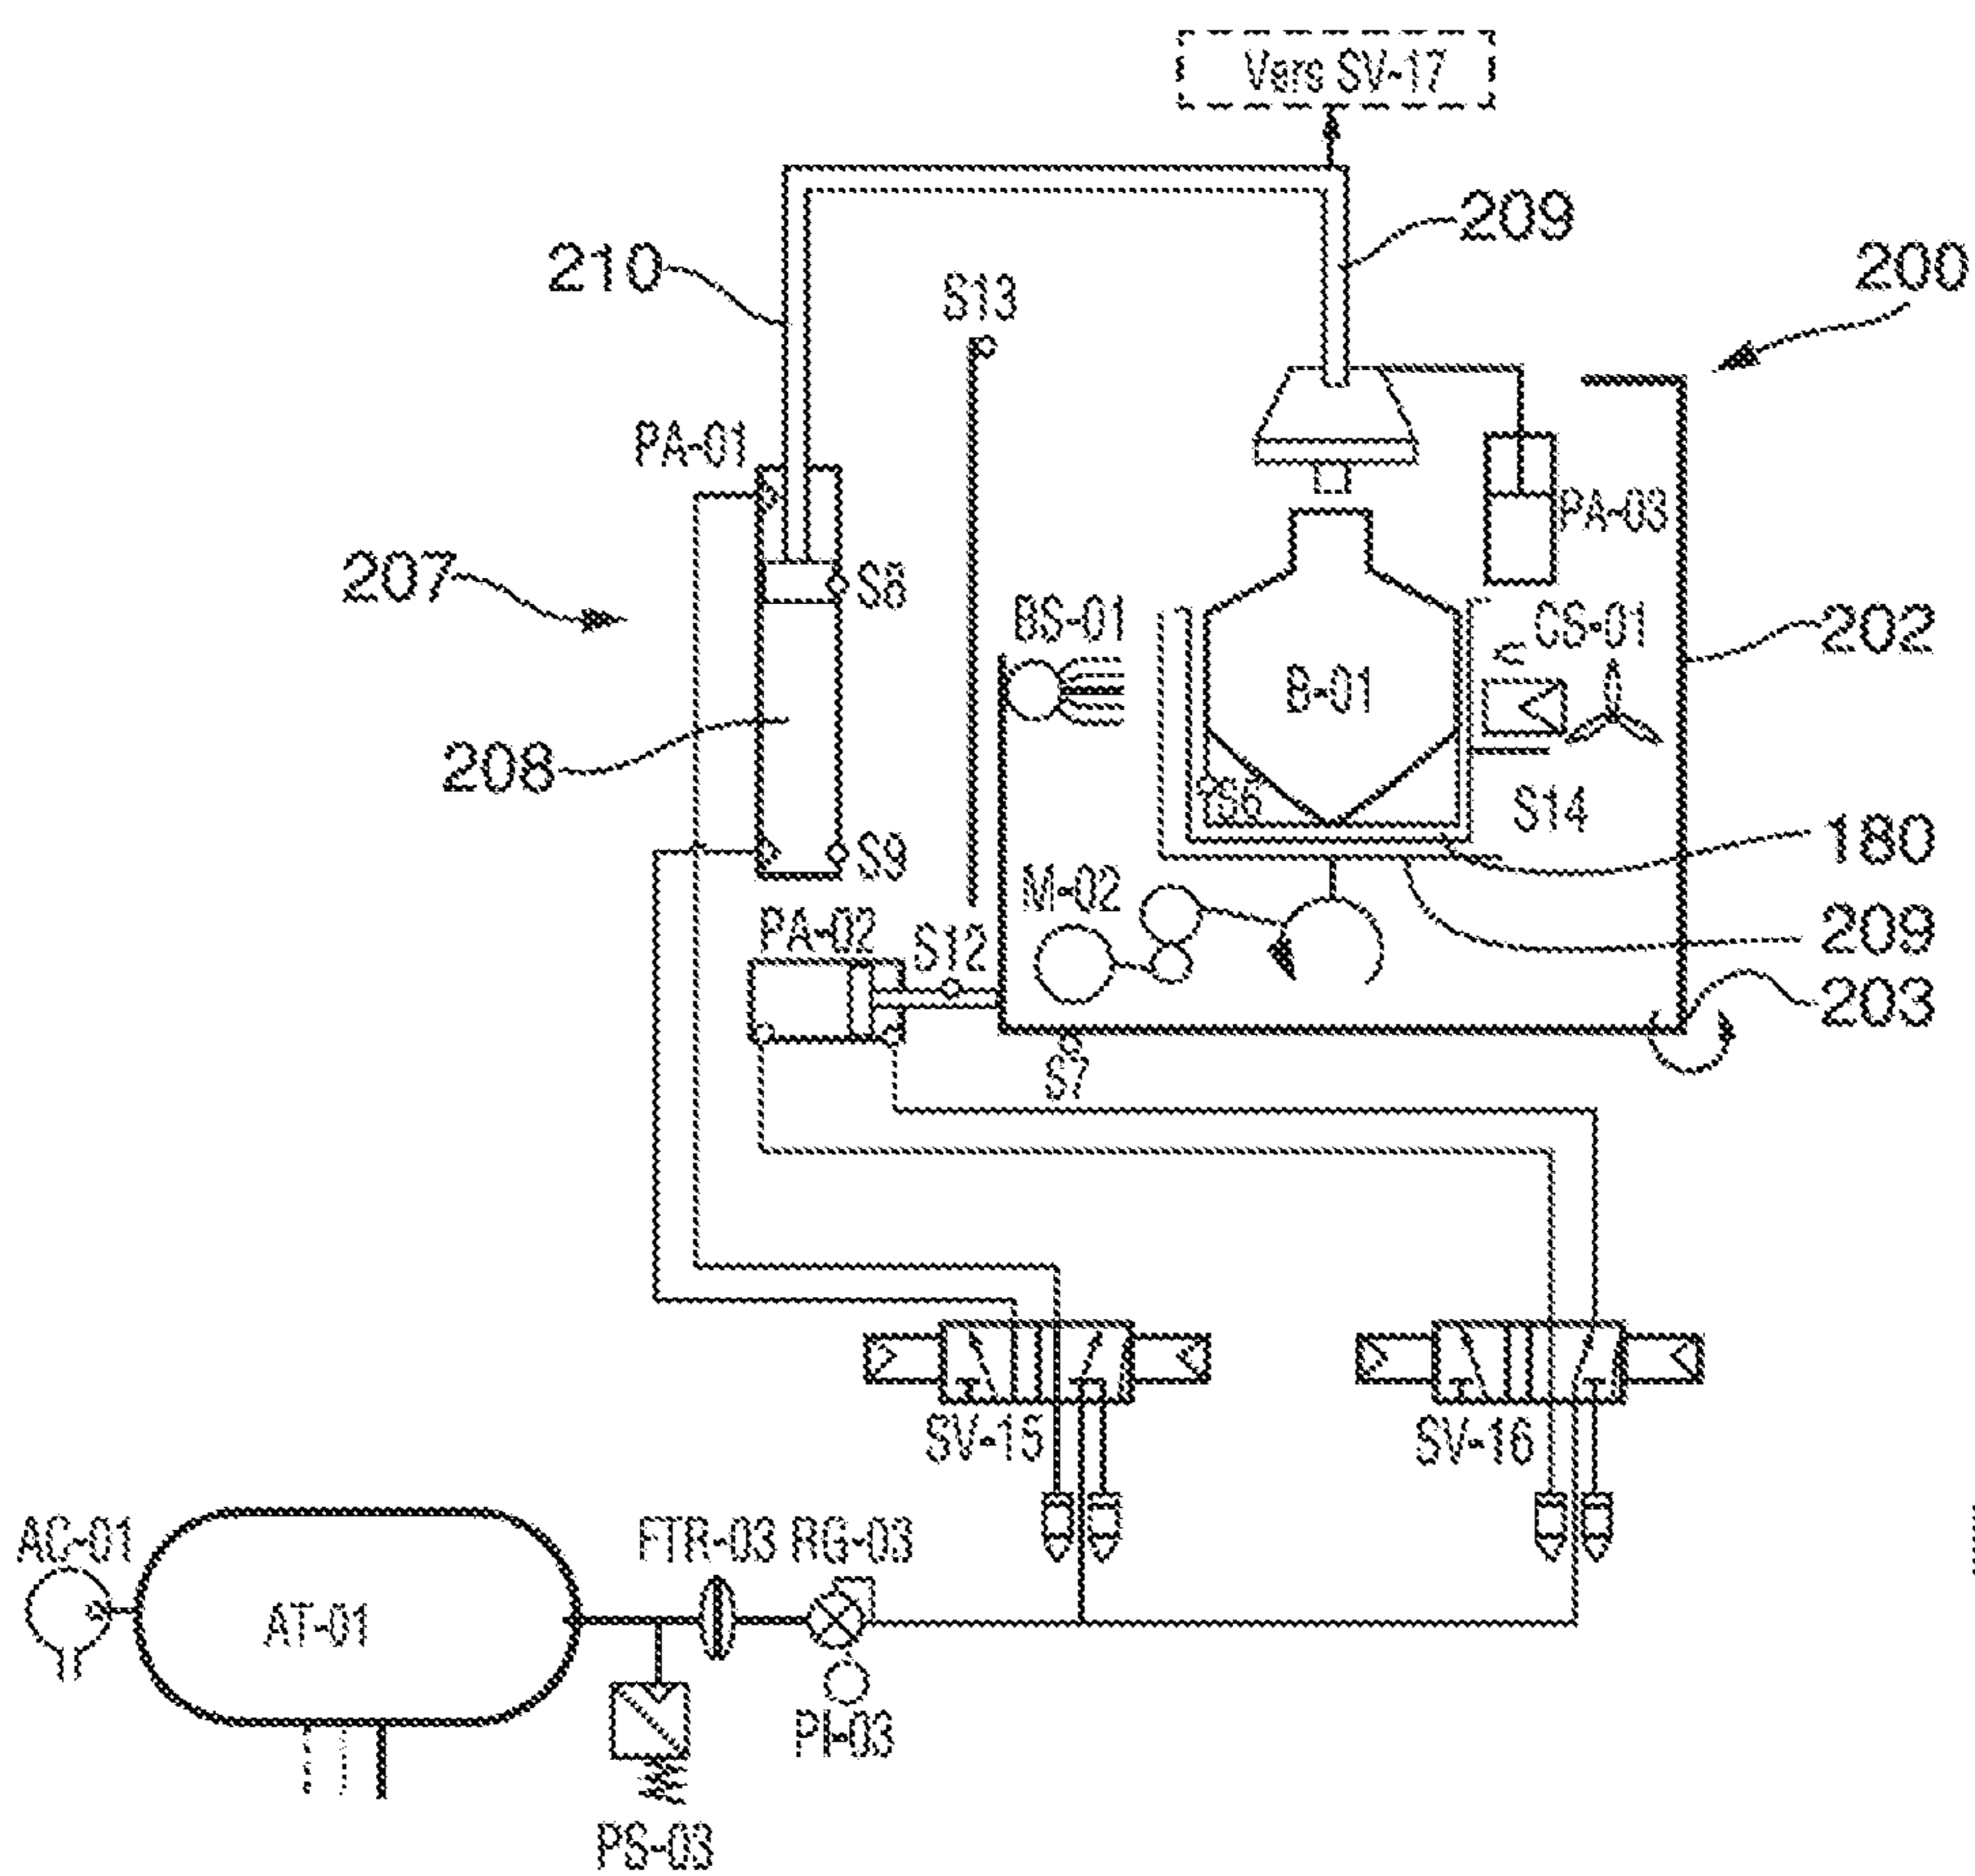 Vers SV-17
209
200
210
S13
PA-01
PA-03
207
S8
BS-01
CS-01
202
B-01
208
S14
S9
180
M-02
PA-02
S12
209
203
S7
SV-15
SV-16
AC-01
FTR-03
RG-03
AT-01
PI-03
PS-03